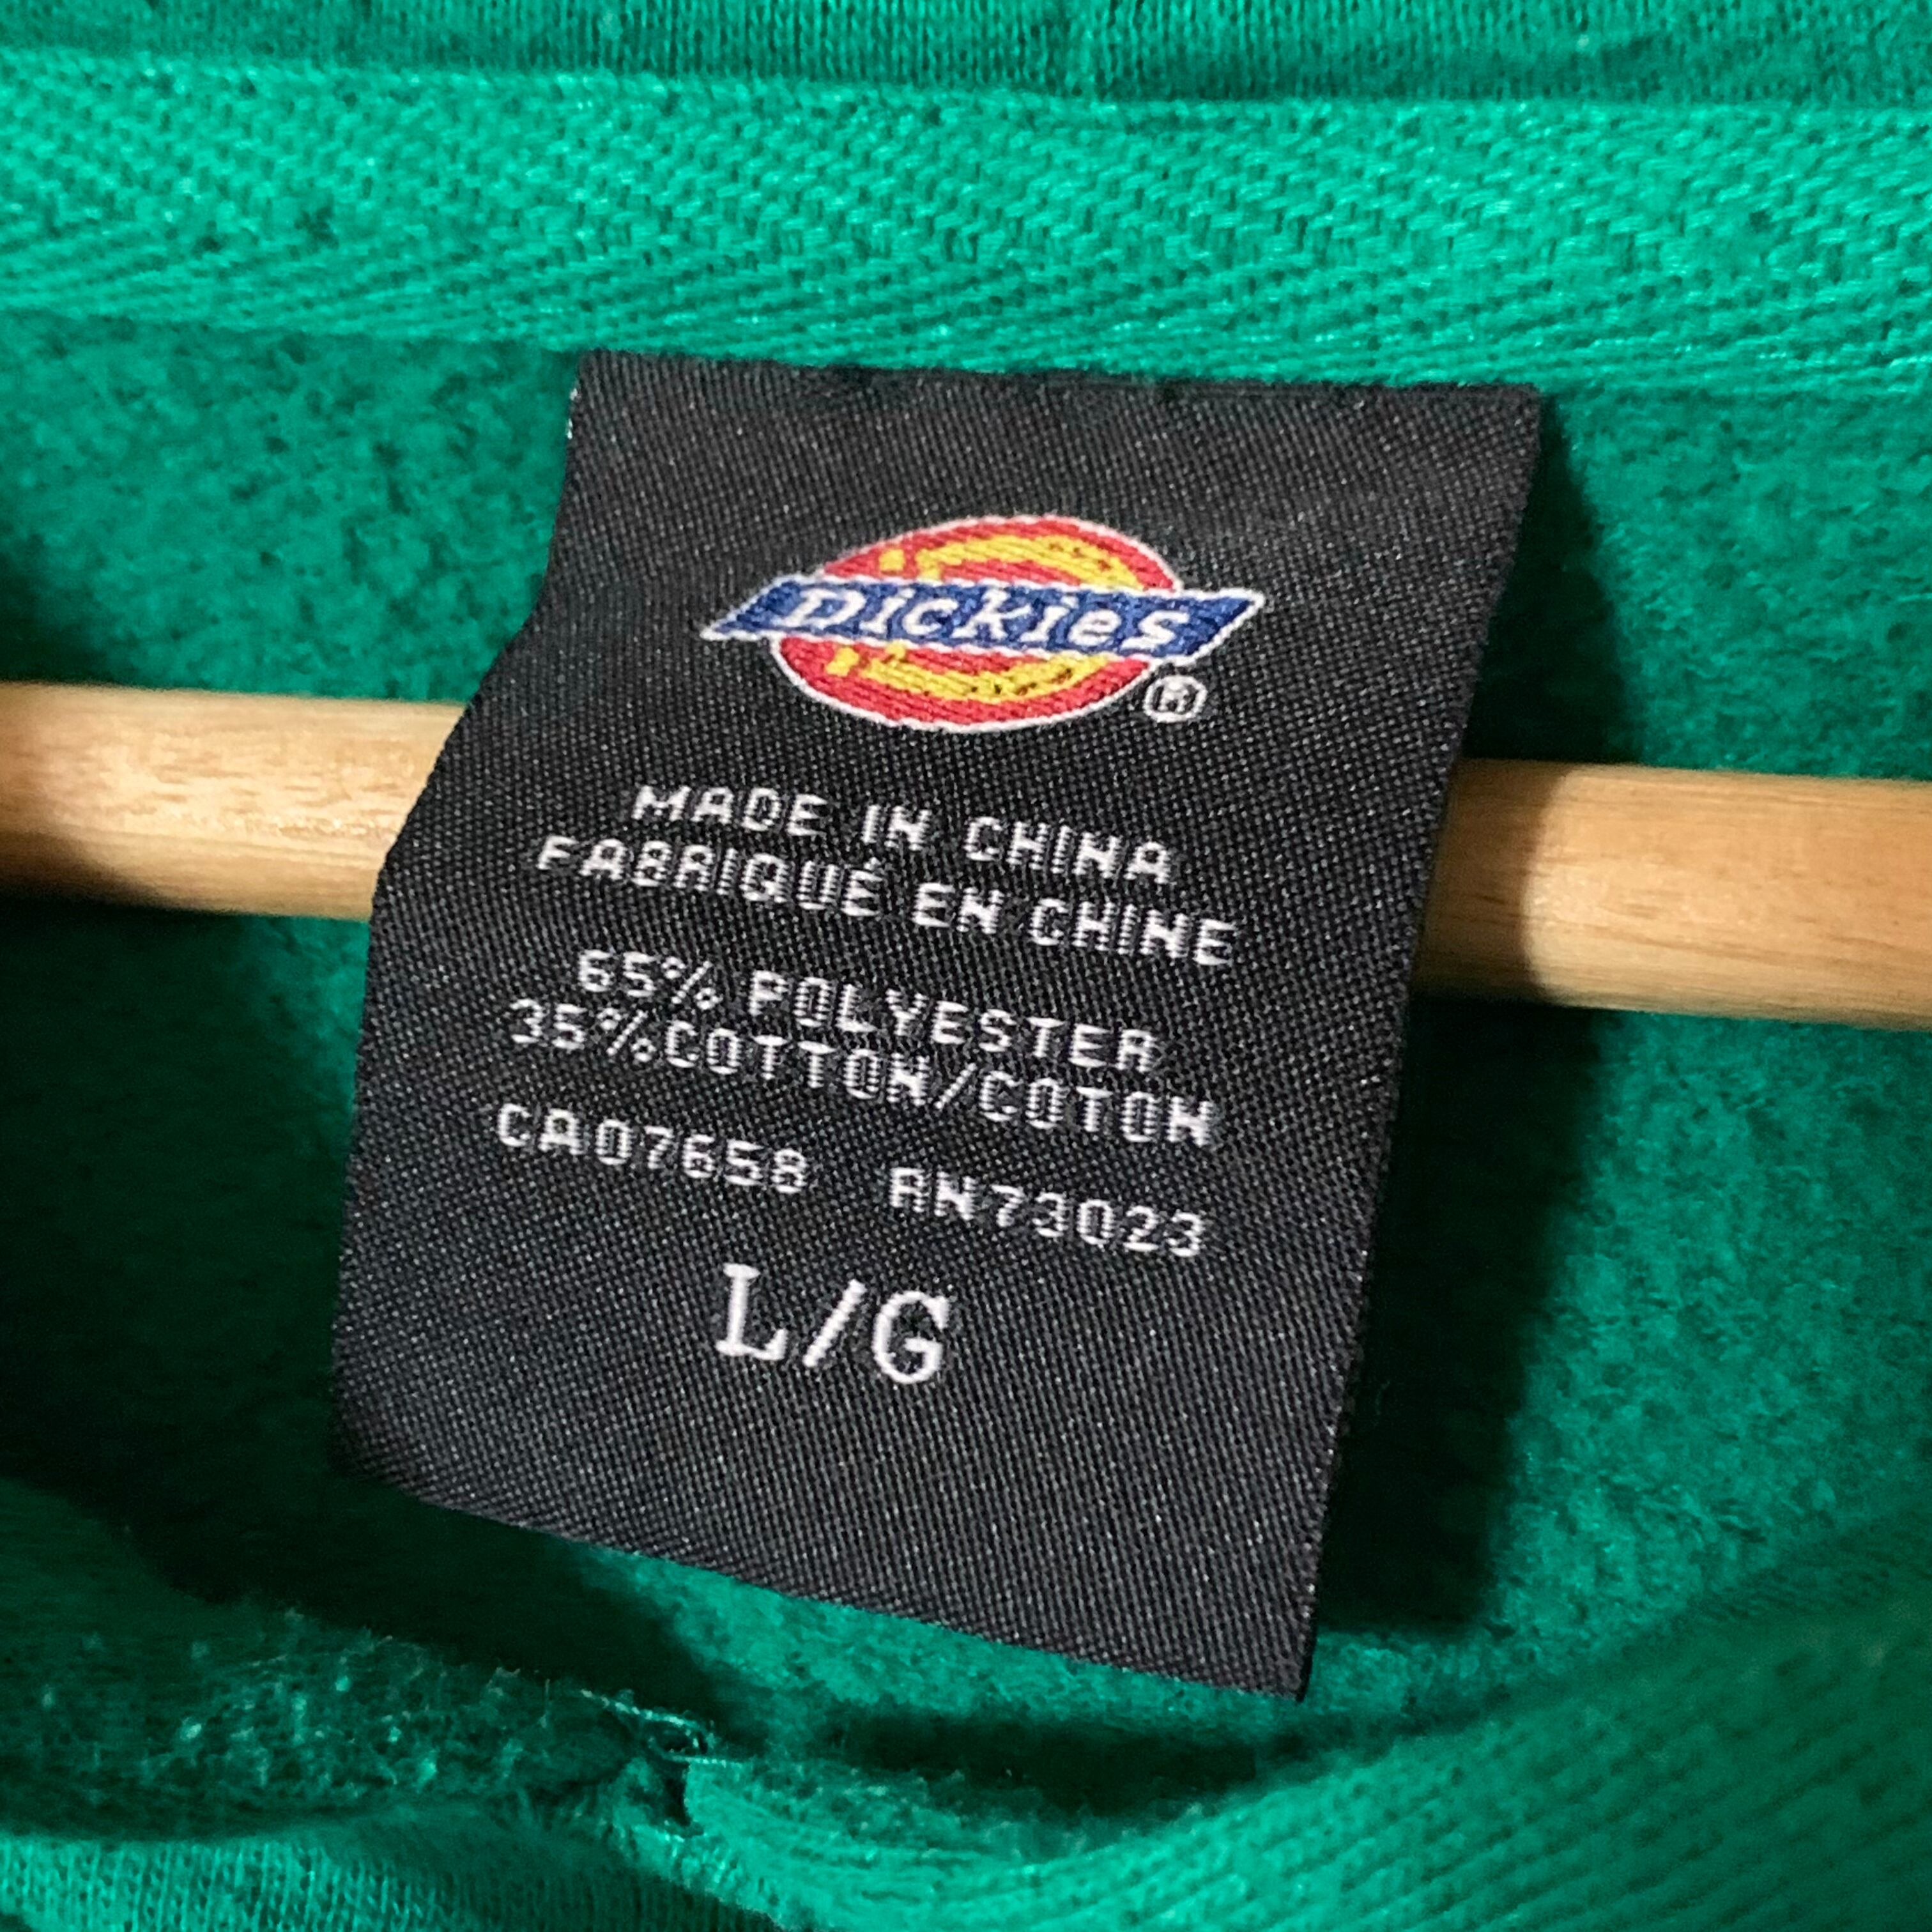 Dickies®
MADE IN CHINA
FABRIQUÉ EN CHINE
65% POLYESTER
35%COTTON/COTON
CA07658 RN73023
L/G